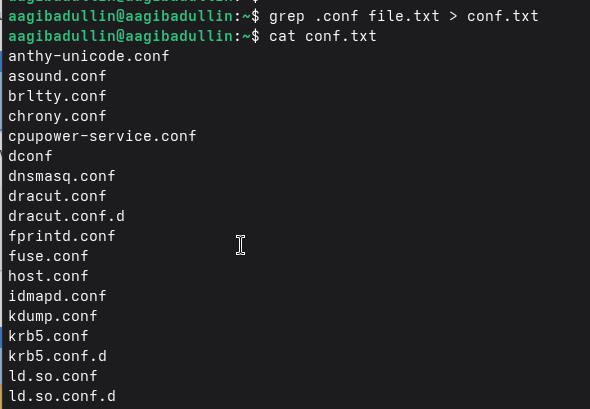 aagibadullin@aagibadullin:~$ grep .conf file.txt > conf.txt
aagibadullin@aagibadullin:~$ cat conf.txt
anthy-unicode.conf
asound.conf
brltty.conf
chrony.conf
cpupower-service.conf
dconf
dnsmasq.conf
dracut.conf
dracut.conf.d
fprintd.conf
fuse.conf
host.conf
idmapd.conf
kdump.conf
krb5.conf
krb5.conf.d
ld.so.conf
ld.so.conf.d